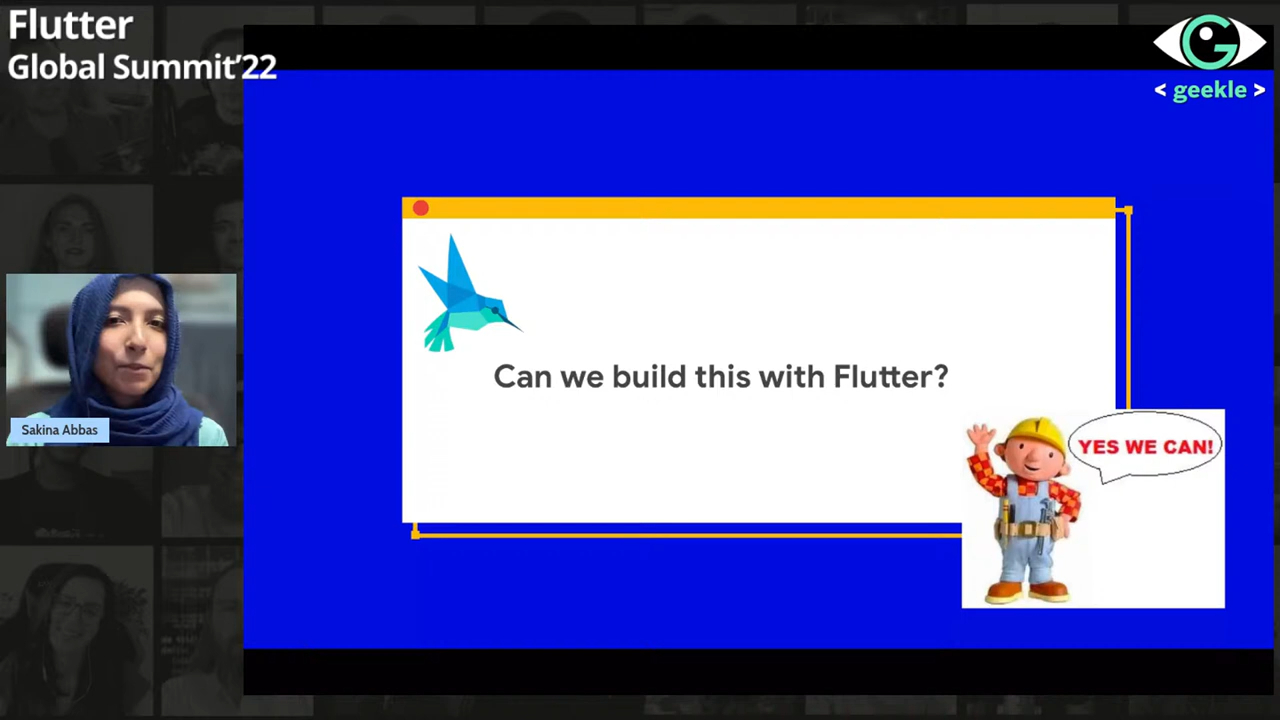 Flutter
Global Summit'22
< geekle >
Can we build this with Flutter?
YES WE CAN!
Sakina Abbas